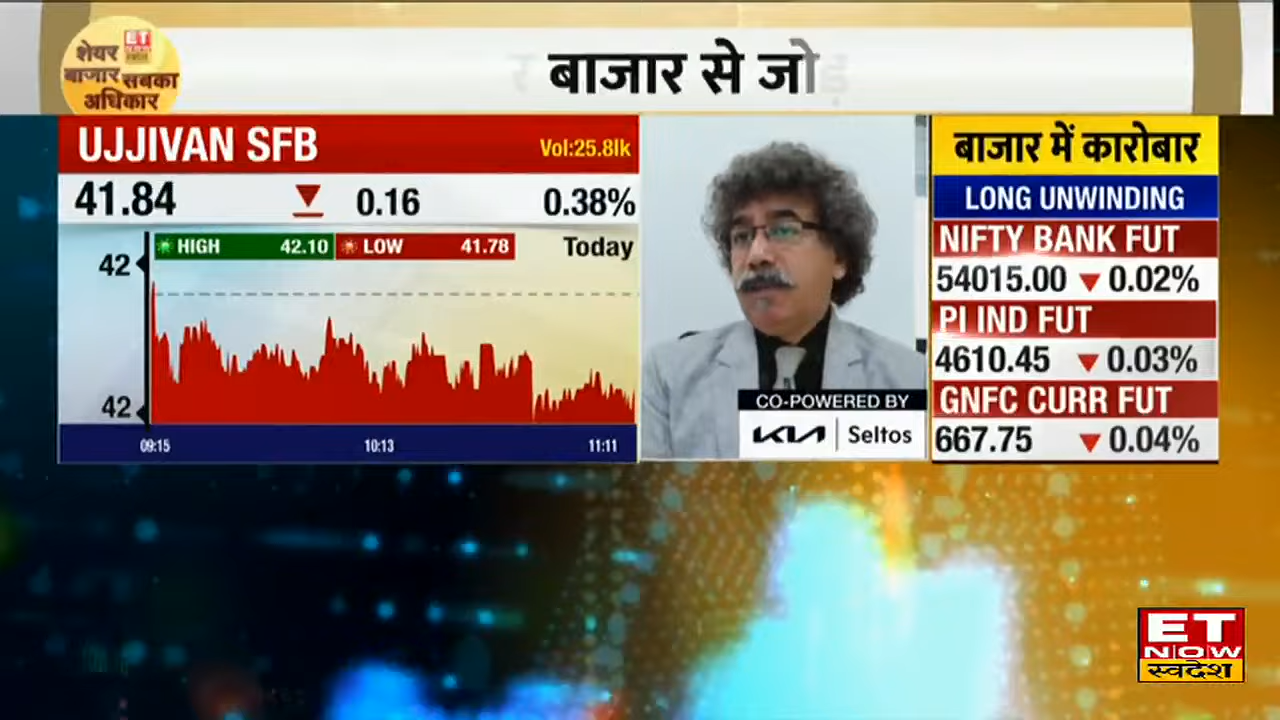 शेयर
ET
NOW
स्वदेश
बाजार सबका
अधिकार
बाजार से जो
UJJIVAN SFB
Vol:25.8lk
41.84 ▼ 0.16 0.38%
HIGH 42.10 LOW 41.78 Today
42
42
09:15 10:13 11:11
CO-POWERED BY
KIA Seltos
बाजार में कारोबार
LONG UNWINDING
NIFTY BANK FUT
54015.00 ▼ 0.02%
PI IND FUT
4610.45 ▼ 0.03%
GNFC CURR FUT
667.75 ▼ 0.04%
ET
NOW
स्वदेश